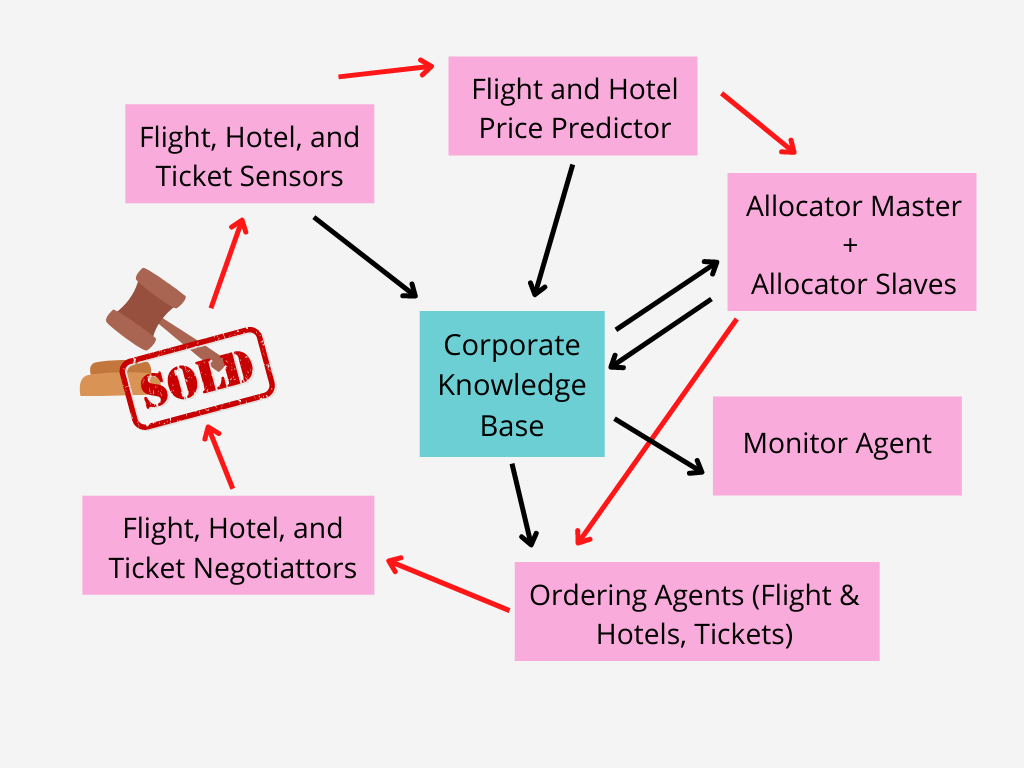 Flight and Hotel
Price Predictor
Flight, Hotel, and
Ticket Sensors
Allocator Master
+
Allocator Slaves
SOLD
Corporate
Knowledge
Base
Monitor Agent
Flight, Hotel, and
Ticket Negotiattors
Ordering Agents (Flight &
Hotels, Tickets)